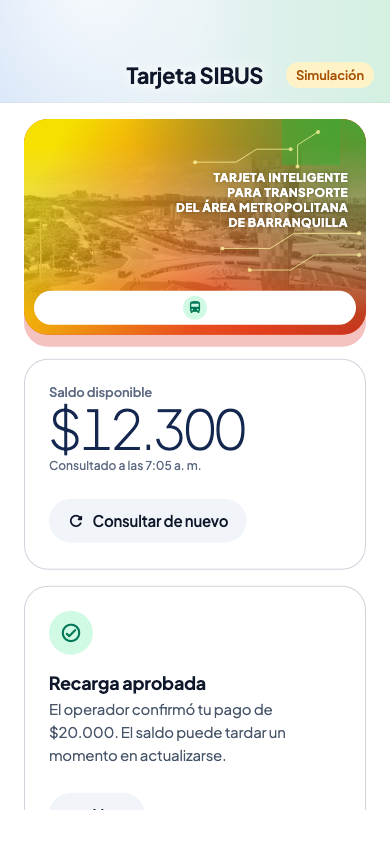 Tarjeta SIBUS
Simulación
TARJETA INTELIGENTE
PARA TRANSPORTE
DEL ÁREA METROPOLITANA
DE BARRANQUILLA
Saldo disponible
$12.300
Consultado a las 7:05 a. m.
Consultar de nuevo
Recarga aprobada
El operador confirmó tu pago de
$20.000. El saldo puede tardar un
momento en actualizarse.